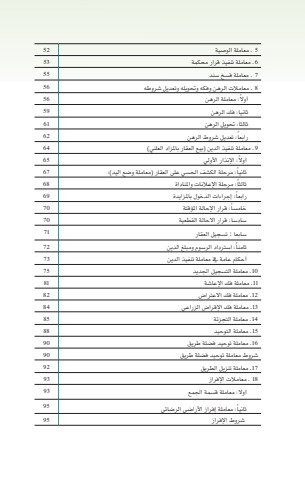 5 . معاملة الوصية 52
6 . معاملة تنفيذ قرار محكمة 53
7 . معاملة فسخ سند 55
8 . معاملات الرهن وفكه وتحويله وتعديل شروطه 56
أولاً: معاملة الرهن 56
ثانيا: فك الرهن 59
ثالثا: تحويل الرهن 61
رابعا: تعديل شروط الرهن 62
9. معاملة تنفيذ الدين (بيع العقار بالمزاد العلني) 64
أولاً: الإنذار الأولي 65
ثانياً: مرحلة الكشف الحسي على العقار (معاملة وضع اليد): 67
ثالثاً: مرحلة الإعلانات والمناداة 68
رابعاً: إجراءات الدخول بالمزايدة 69
خامساً: قرار الإحالة المؤقتة 70
سادسا: قرار الاحالة القطعية 70
سابعا : تسجيل العقار 71
ثامناً: استرداد الرسوم ومبلغ الدين 72
أحكام عامة في معاملة تنفيذ الدين 73
10. معاملة التسجيل الجديد 75
11. معاملة فك الإعاشة 81
12. معاملة فك الاعتراض 82
13. معاملة فك الإقراض الزراعي 84
14. معاملة التجزئة 85
15. معاملة التوحيد 88
16. معاملة توحيد فضلة طريق 90
شروط معاملة توحيد فضلة طريق 90
17. معاملة تنزيل الطريق 92
18 . معاملات الإفراز 93
اولا: معاملة قسمة الجمع 93
ثانياً: معاملة إفراز الأراضي الرضائي 95
شروط الإفراز 95